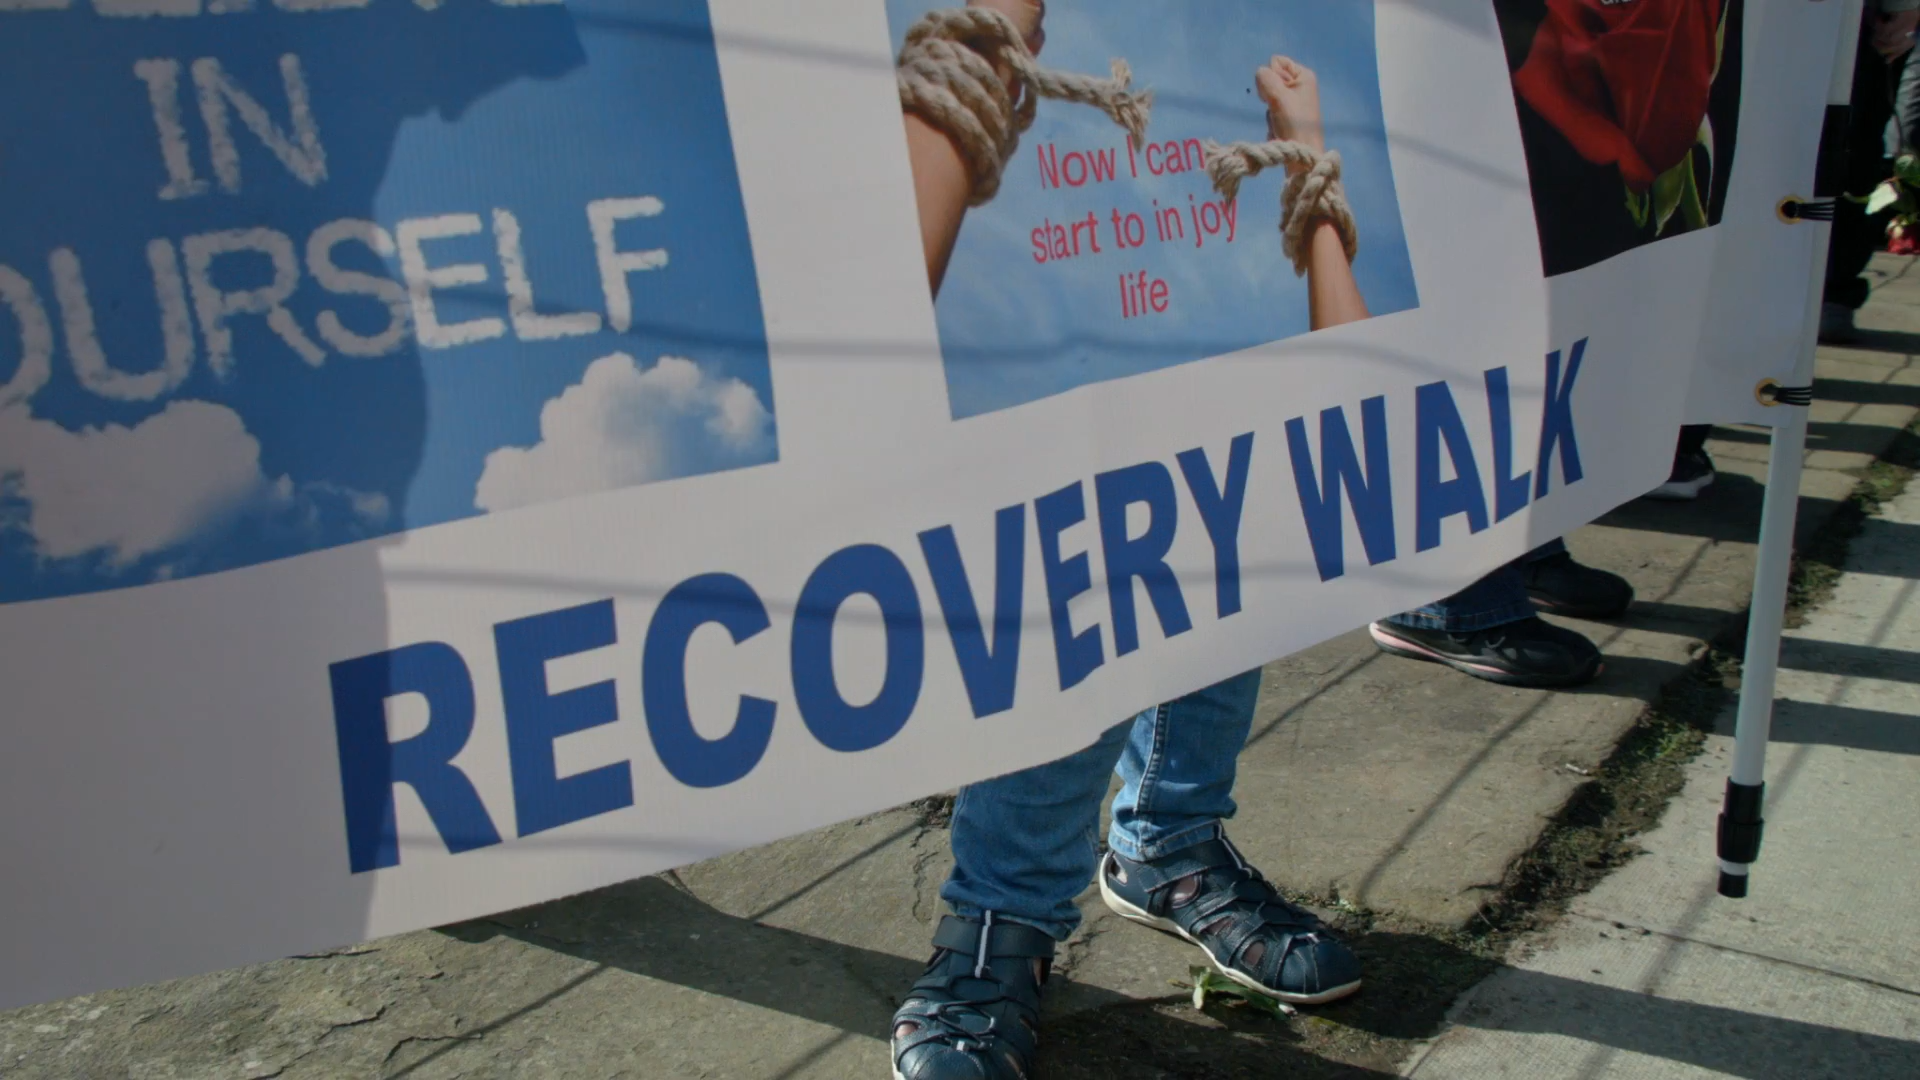 IN
OURSELF
Now I can
start to in joy
life
RECOVERY WALK